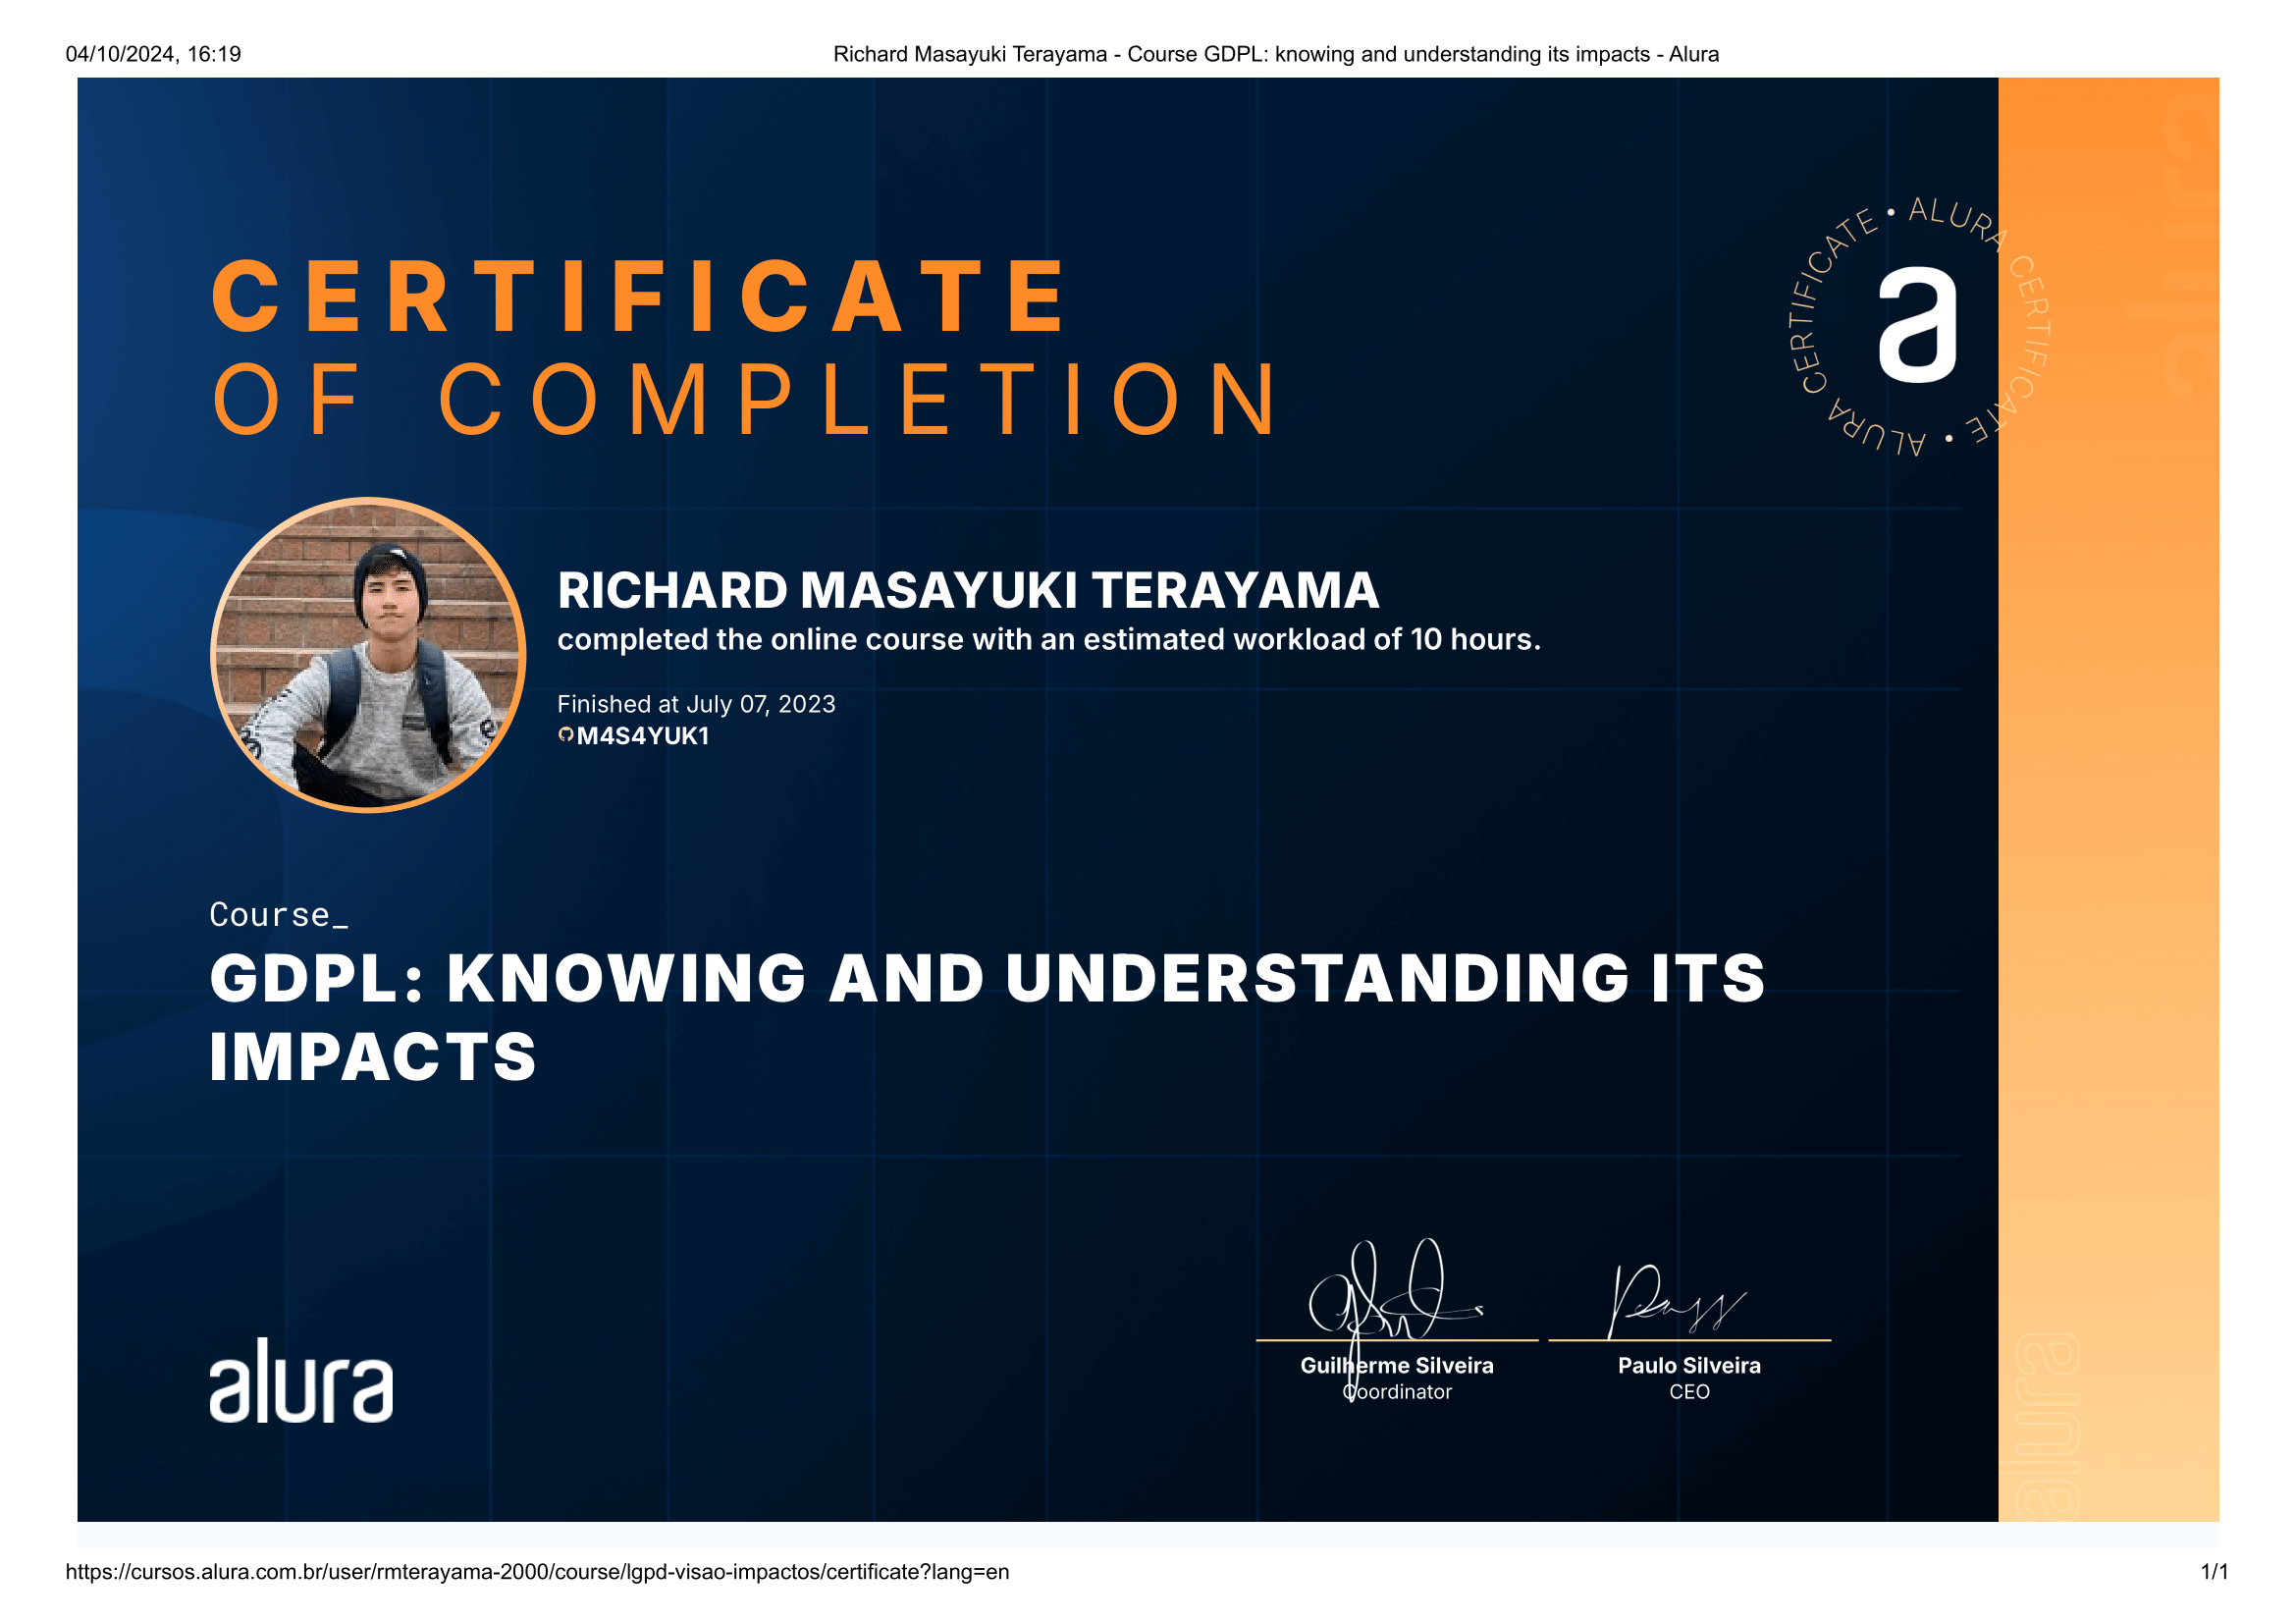 04/10/2024, 16:19
Richard Masayuki Terayama - Course GDPL: knowing and understanding its impacts - Alura
CERTIFICATE
OF COMPLETION
ALURA CERTIFICATE • ALURA CERTIFICATE •
a
alura
RICHARD MASAYUKI TERAYAMA
completed the online course with an estimated workload of 10 hours.
Finished at July 07, 2023
M4S4YUK1
Course_
GDPL: KNOWING AND UNDERSTANDING ITS
IMPACTS
alura
Guilherme Silveira
Coordinator
Paulo Silveira
CEO
alura
https://cursos.alura.com.br/user/rmterayama-2000/course/lgpd-visao-impactos/certificate?lang=en
1/1